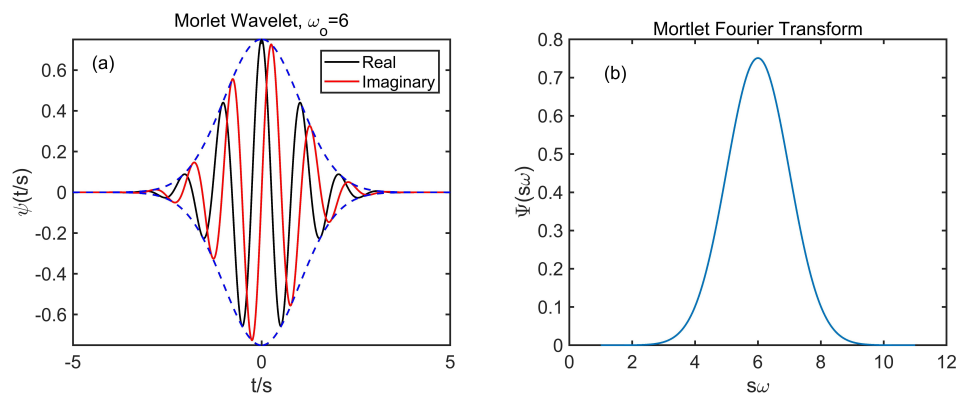 Morlet Wavelet, ω_o=6
(a)
Real
Imaginary
0.6
0.4
0.2
0
-0.2
-0.4
-0.6
ψ(t/s)
-5
0
5
t/s
Mortlet Fourier Transform
(b)
0.8
0.7
0.6
0.5
0.4
0.3
0.2
0.1
0
Ψ(sω)
0
2
4
6
8
10
12
sω